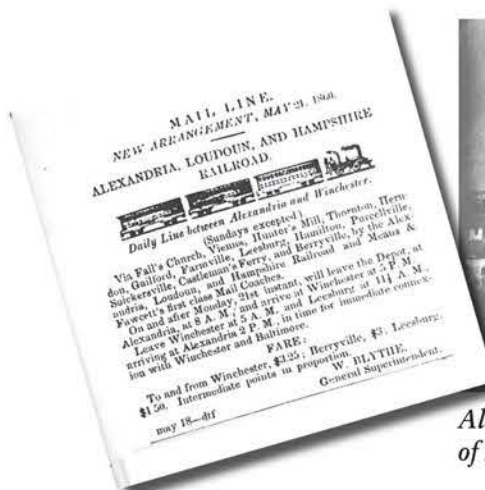 MAIL LINE.
NEW ARRANGEMENT, MAY 21, 1860.
ALEXANDRIA, LOUDOUN, AND HAMPSHIRE
RAILROAD.
Daily Line between Alexandria and Winchester.
(Sundays excepted)
Via Fall's Church, Vienna, Hunter's Mill, Thornton, Hern-
don, Guilford, Farmville, Leesburg, Hamilton, Purcellville,
Snickersville, Castleman's Ferry, and Berryville, by the Alex-
andria, Loudoun, and Hampshire Railroad and Means &
Fawcett's first class Mail Coaches.
On and after Monday, 21st instant, will leave the Depot, at
Alexandria, at 8 A. M., and arrive at Winchester at 5 P. M.
Leave Winchester at 5 A. M. and Leesburg at 11¼ A. M.,
arriving at Alexandria 2 P. M., in time for immediate connex-
ion with Winchester and Baltimore.
FARE:
To and from Winchester, $3.25; Berryville, $3; Leesburg,
$1 50. Intermediate points in proportion.
W. BLYTHE,
General Superintendent.
may 18—dtf
Al
of